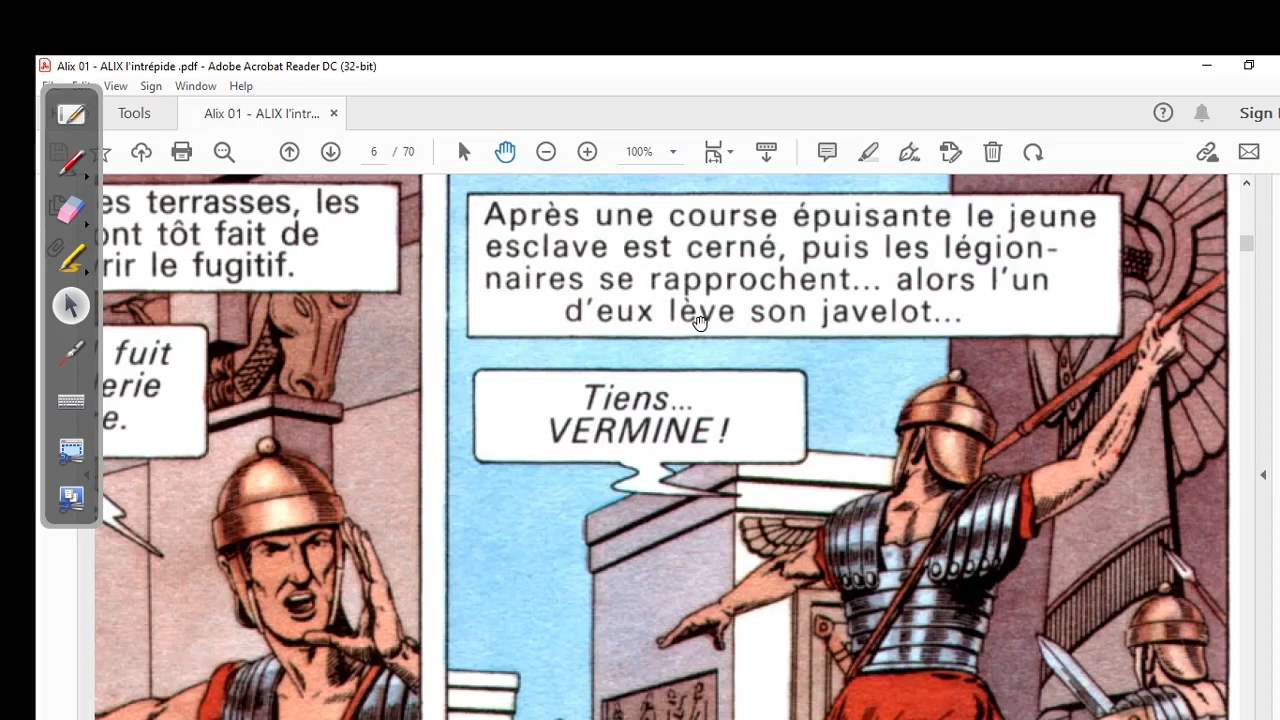 Alix 01 - ALIX l'intrépide .pdf - Adobe Acrobat Reader DC (32-bit)
View Sign Window Help
Tools
Alix 01 - ALIX l'intr... ×
Sign
6 / 70
100%
es terrasses, les
ont tôt fait de
rir le fugitif.
Après une course épuisante le jeune
esclave est cerné, puis les légion-
naires se rapprochent... alors l'un
d'eux lève son javelot...
fuit
erie
e.
Tiens...
VERMINE !